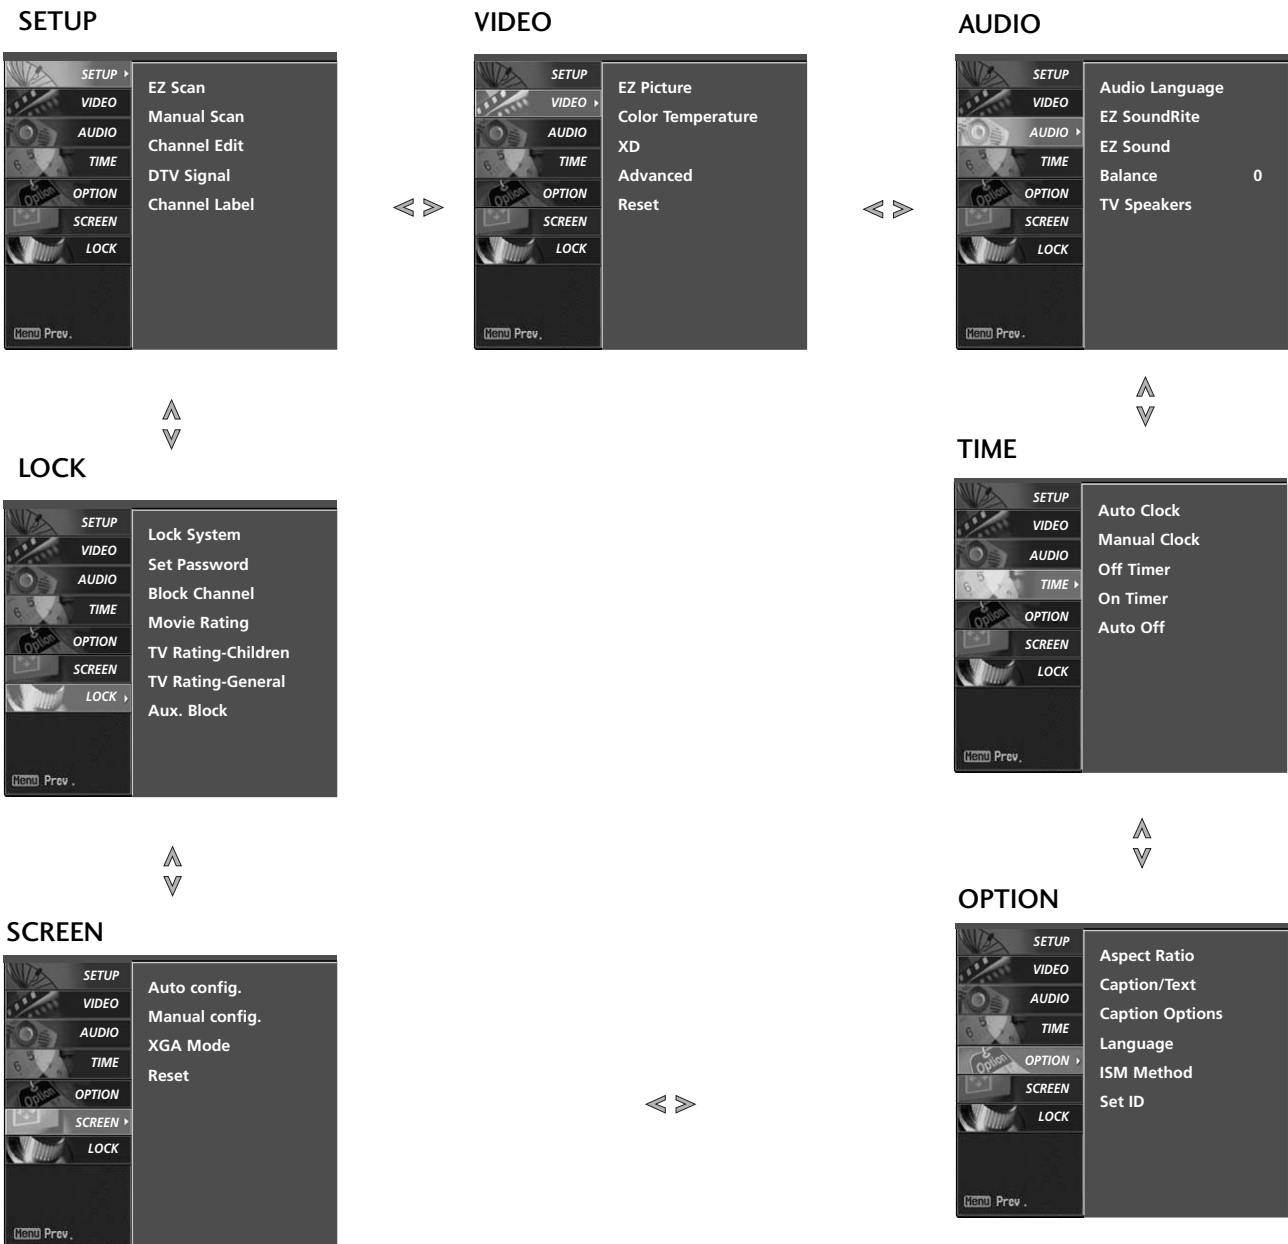 SETUP
SETUP
VIDEO
AUDIO
TIME
OPTION
SCREEN
LOCK
Menu Prev.
EZ Scan
Manual Scan
Channel Edit
DTV Signal
Channel Label
VIDEO
SETUP
VIDEO
AUDIO
TIME
Option
OPTION
SCREEN
LOCK
Menu Prev.
EZ Picture
Color Temperature
XD
Advanced
Reset
AUDIO
SETUP
VIDEO
AUDIO
TIME
Option
OPTION
SCREEN
LOCK
Menu Prev.
Audio Language
EZ SoundRite
EZ Sound
Balance 0
TV Speakers
LOCK
SETUP
VIDEO
AUDIO
TIME
Option
OPTION
SCREEN
LOCK
Menu Prev.
Lock System
Set Password
Block Channel
Movie Rating
TV Rating-Children
TV Rating-General
Aux. Block
TIME
SETUP
VIDEO
AUDIO
TIME
Option
OPTION
SCREEN
LOCK
Menu Prev.
Auto Clock
Manual Clock
Off Timer
On Timer
Auto Off
SCREEN
SETUP
VIDEO
AUDIO
TIME
Option
OPTION
SCREEN
LOCK
Menu Prev.
Auto config.
Manual config.
XGA Mode
Reset
OPTION
SETUP
VIDEO
AUDIO
TIME
Option
OPTION
SCREEN
LOCK
Menu Prev.
Aspect Ratio
Caption/Text
Caption Options
Language
ISM Method
Set ID